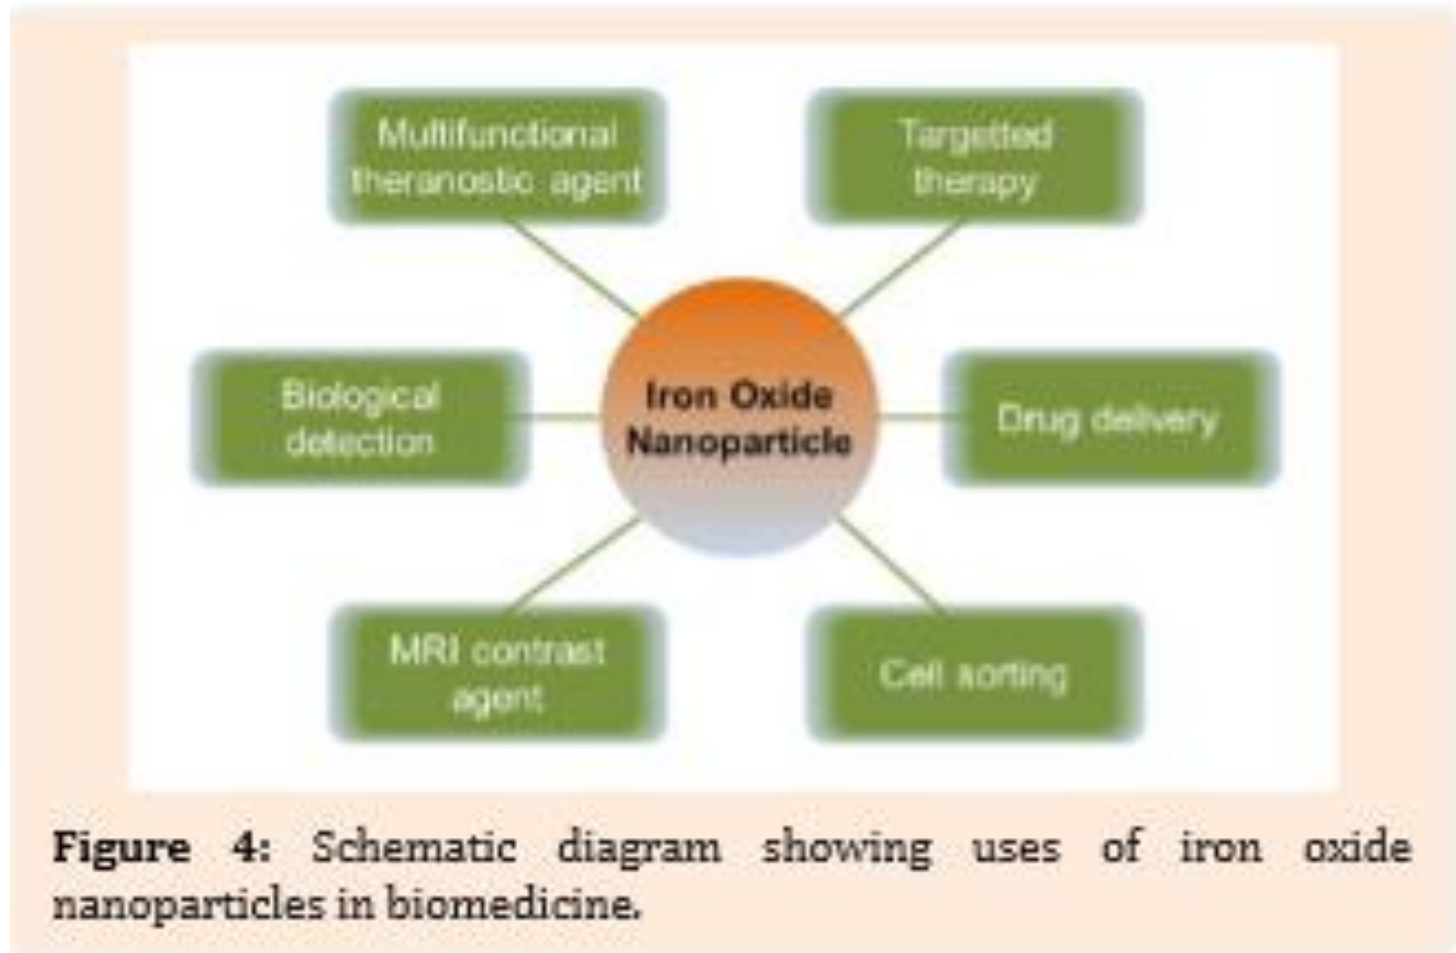 Multifunctional
theranostic agent
Targetted
therapy
Biological
detection
Iron Oxide
Nanoparticle
Drug delivery
MRI contrast
agent
Cell sorting
Figure 4: Schematic diagram showing uses of iron oxide
nanoparticles in biomedicine.